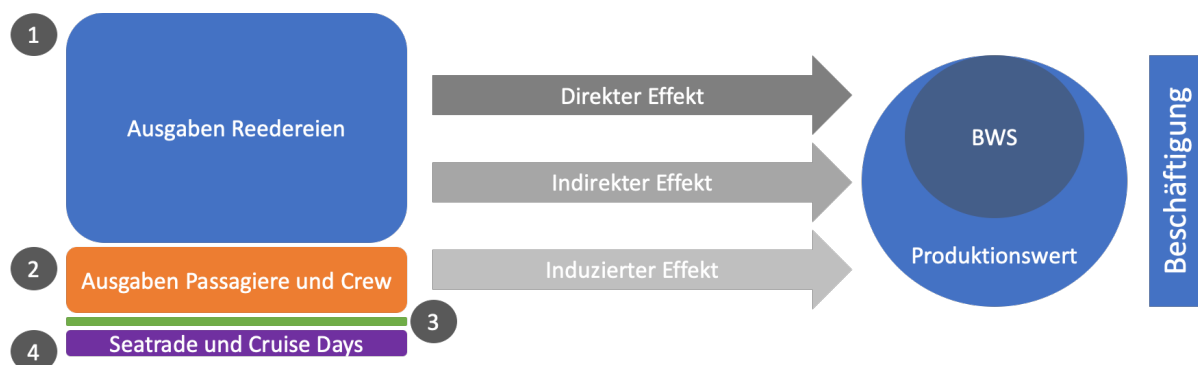 1
Ausgaben Reedereien
2
Ausgaben Passagiere und Crew
3
4
Seatrade und Cruise Days
Direkter Effekt
Indirekter Effekt
Induzierter Effekt
BWS
Produktionswert
Beschäftigung